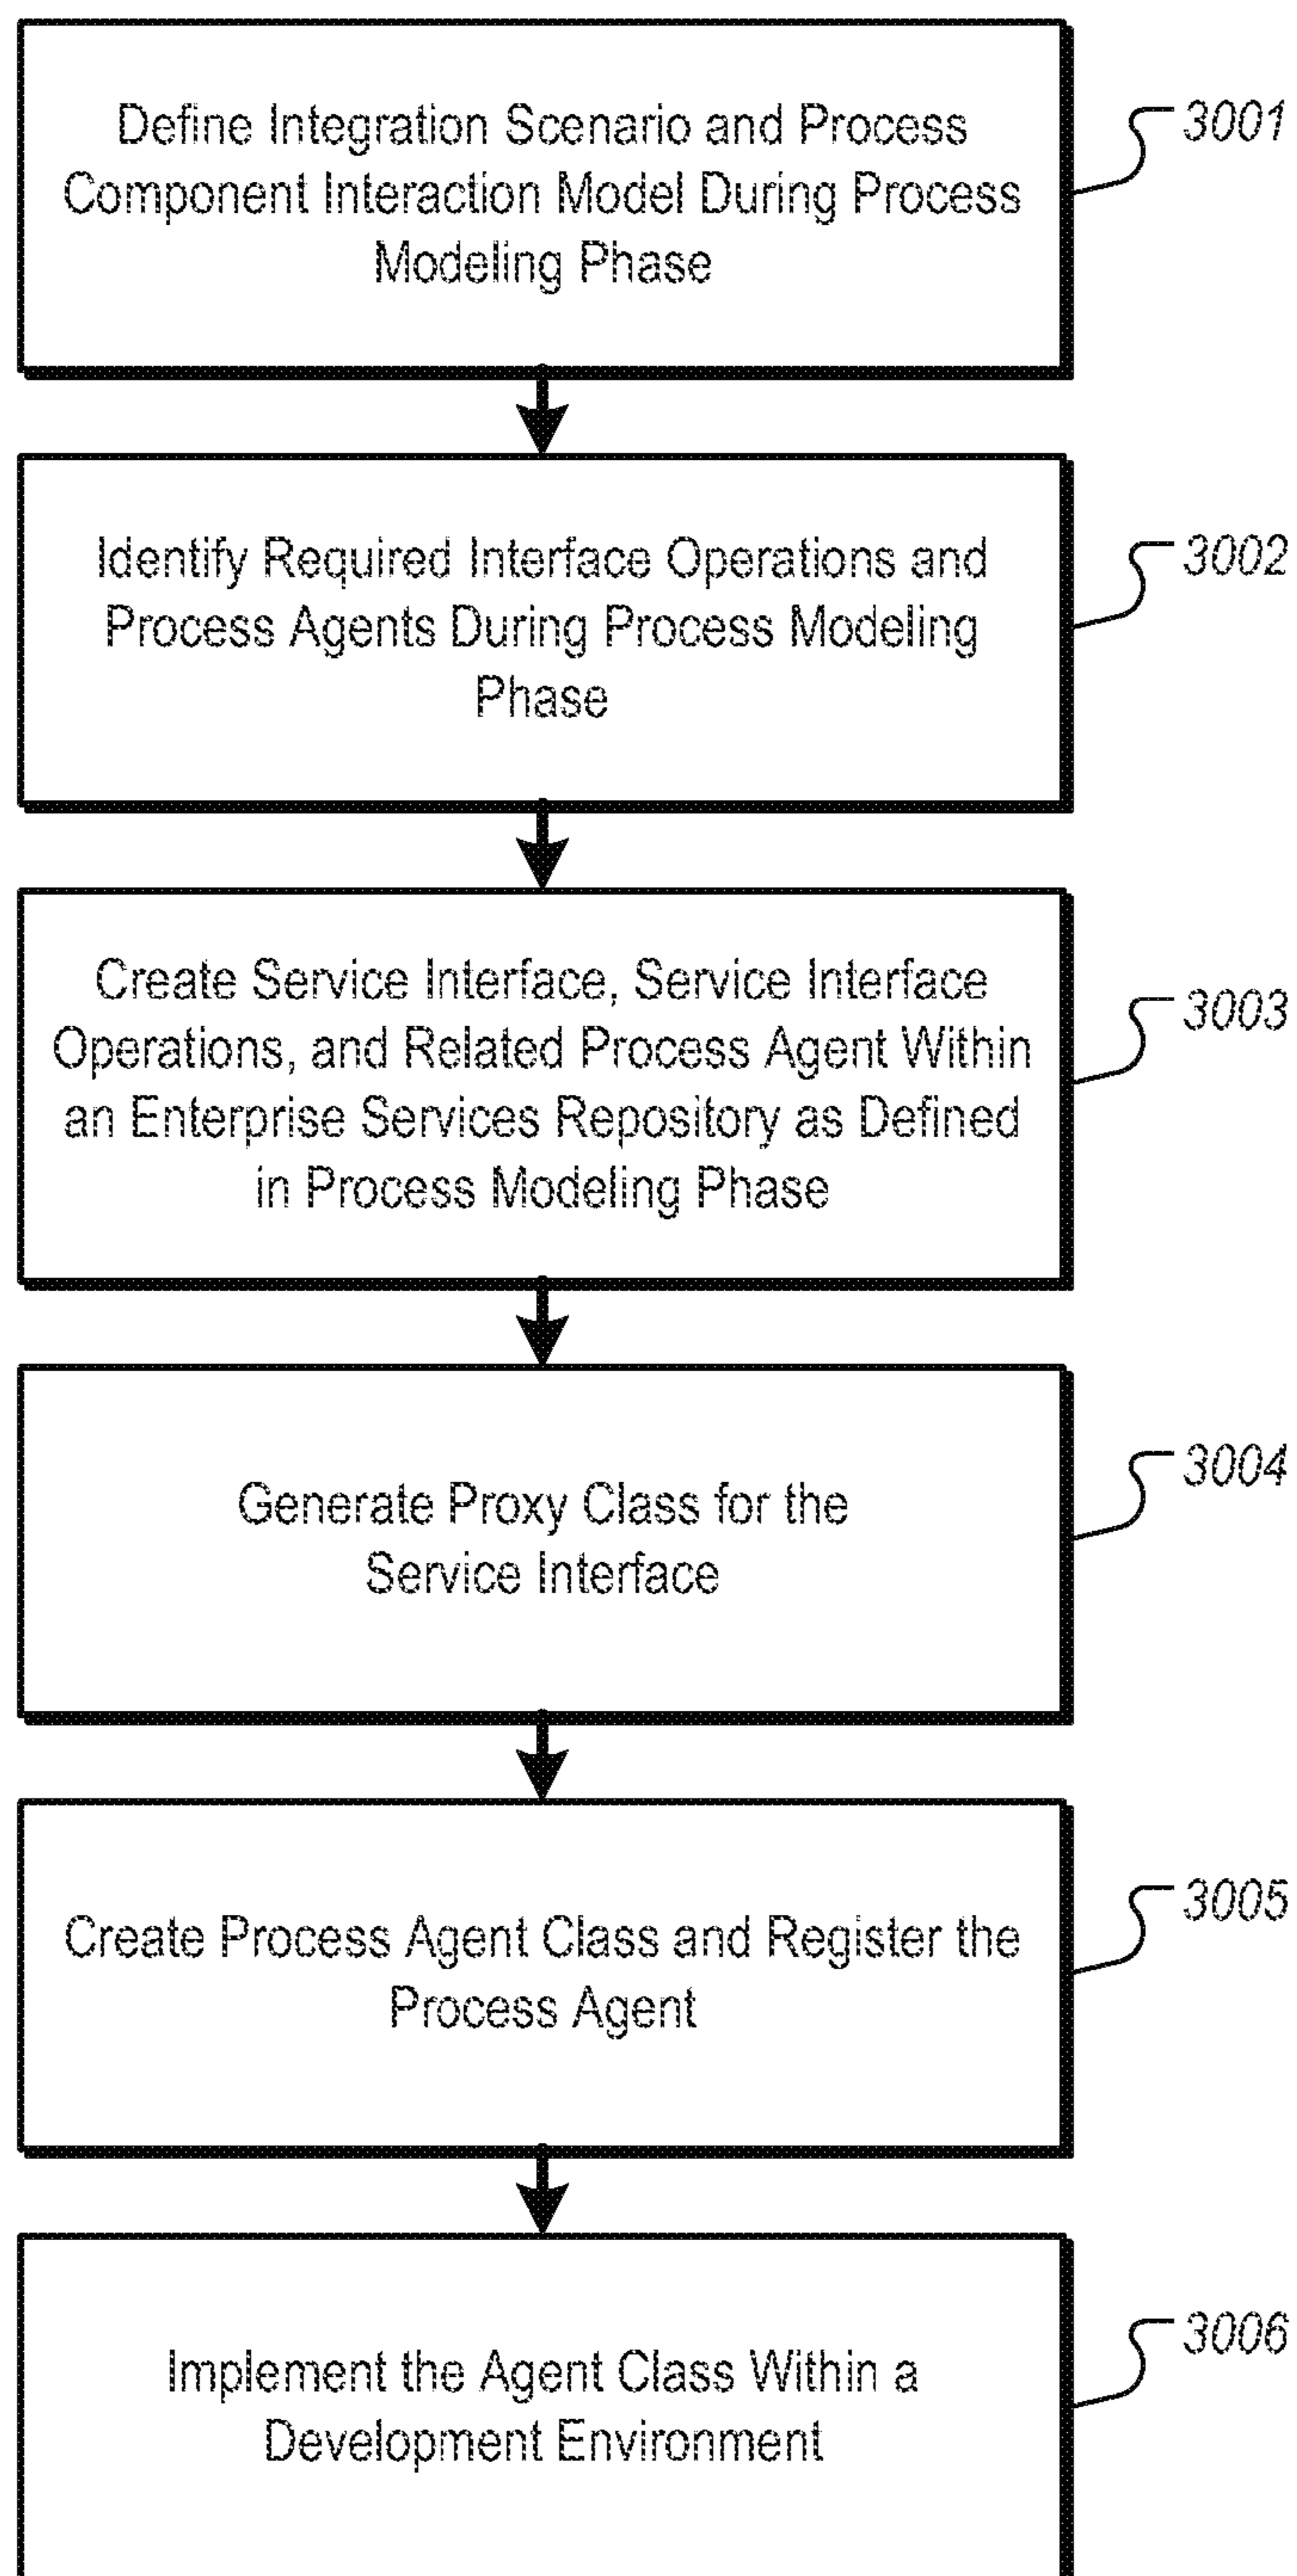 Define Integration Scenario and Process
Component Interaction Model During Process
Modeling Phase
3001
Identify Required Interface Operations and
Process Agents During Process Modeling
Phase
3002
Create Service Interface, Service Interface
Operations, and Related Process Agent Within
an Enterprise Services Repository as Defined
in Process Modeling Phase
3003
Generate Proxy Class for the
Service Interface
3004
Create Process Agent Class and Register the
Process Agent
3005
Implement the Agent Class Within a
Development Environment
3006